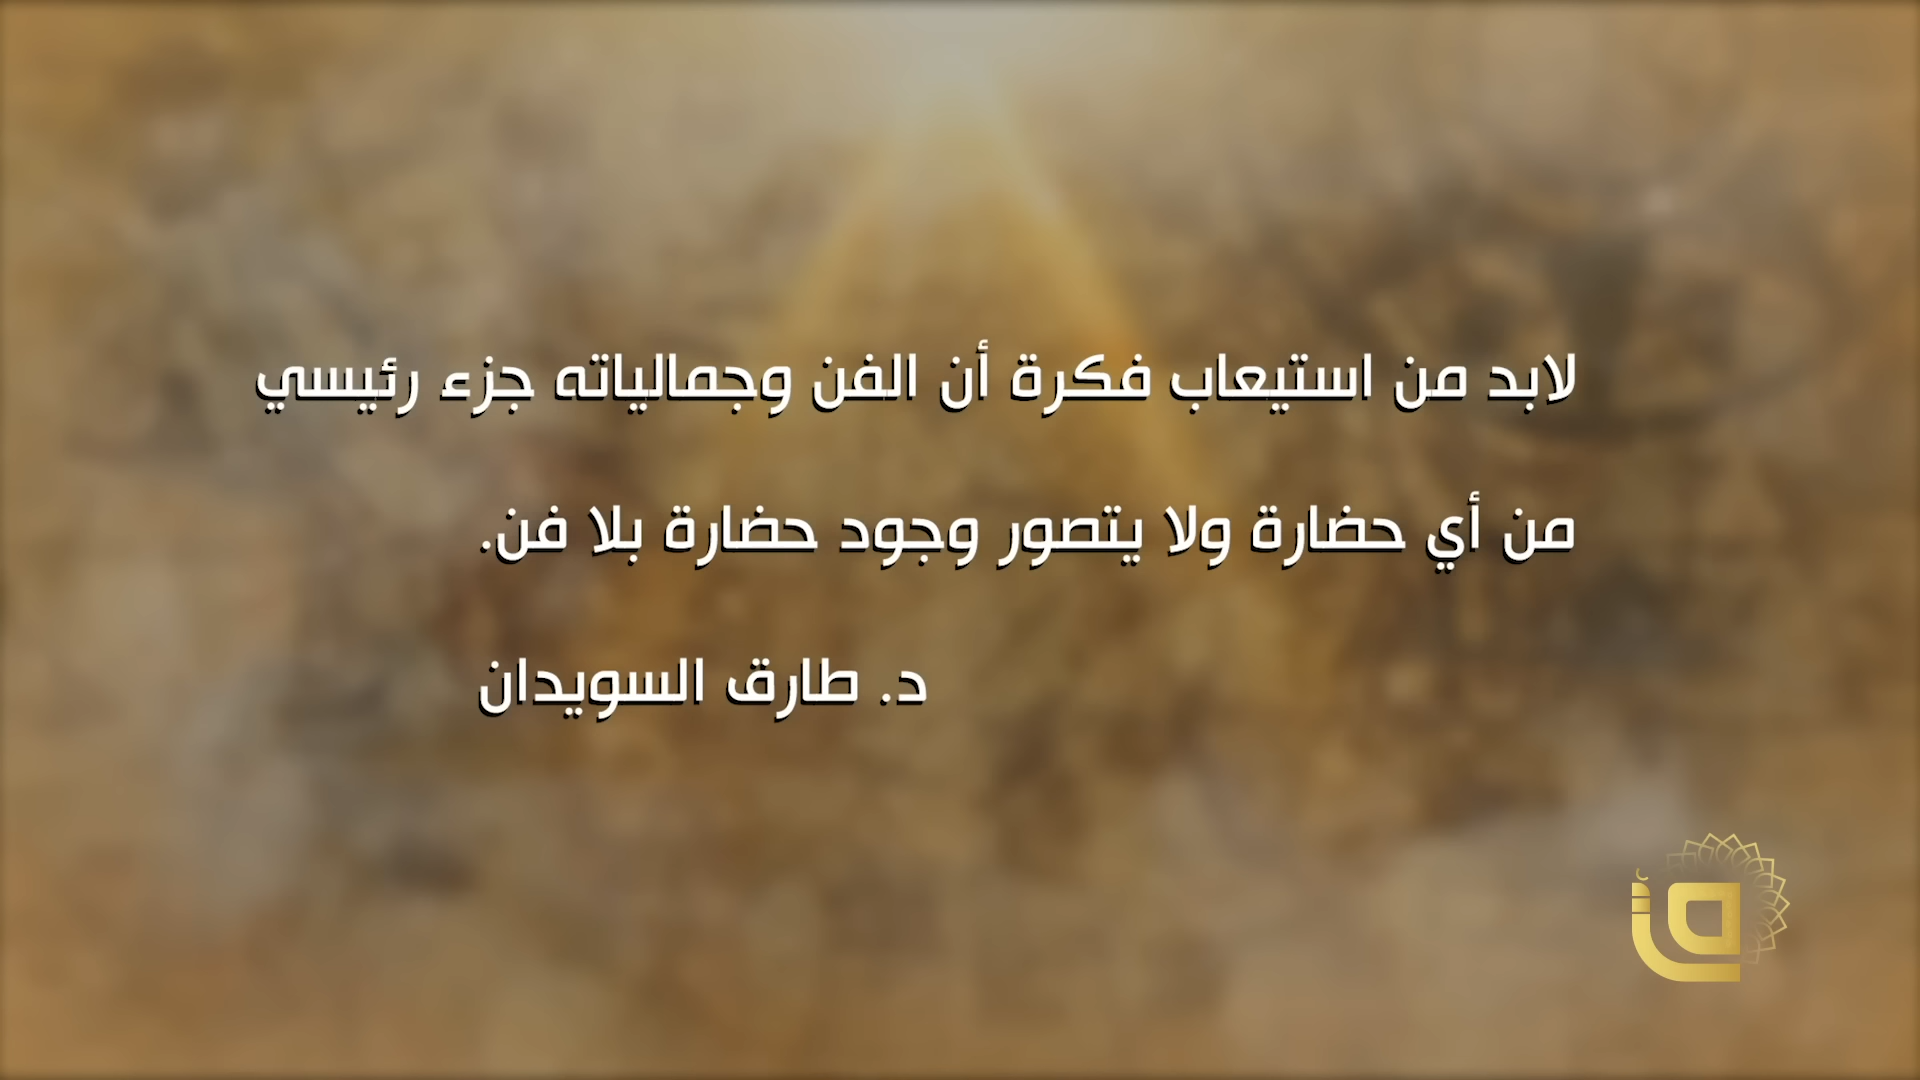 لابد من استيعاب فكرة أن الفن وجمالياته جزء رئيسي
من أي حضارة ولا يتصور وجود حضارة بلا فن.
د. طارق السويدان